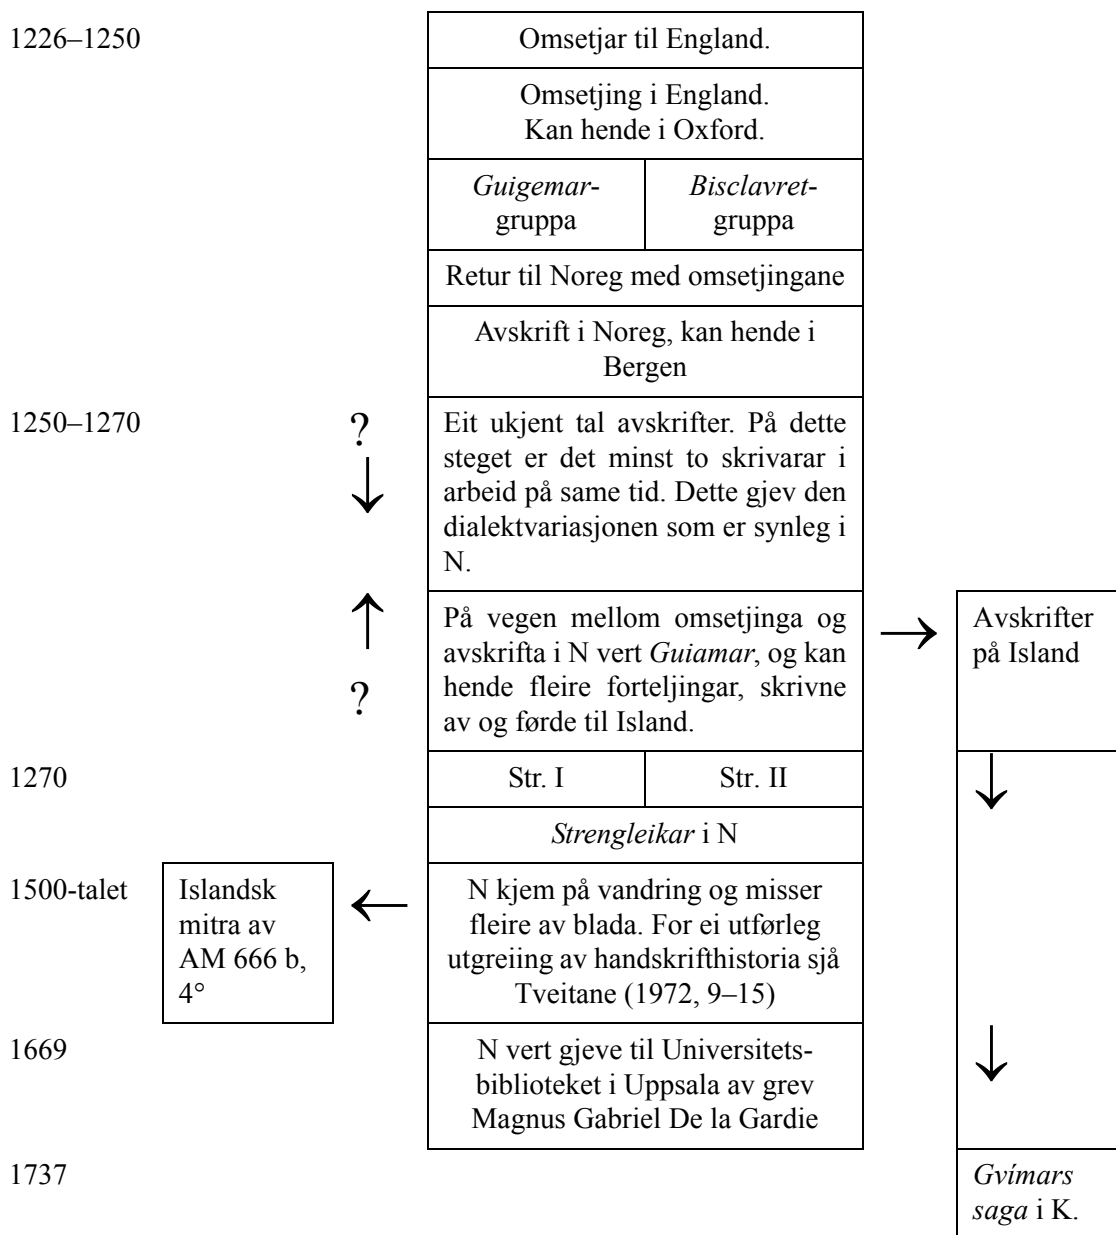 1226–1250
Omsetjar til England.
Omsetjing i England.
Kan hende i Oxford.
Guigemar-
gruppa
Bisclavret-
gruppa
Retur til Noreg med omsetjingane
Avskrift i Noreg, kan hende i
Bergen
1250–1270
?
Eit ukjent tal avskrifter. På dette
steget er det minst to skrivarar i
arbeid på same tid. Dette gjev den
dialektvariasjonen som er synleg i
N.
?
På vegen mellom omsetjinga og
avskrifta i N vert Guiamar, og kan
hende fleire forteljingar, skrivne
av og førde til Island.
Avskrifter
på Island
1270
Str. I
Str. II
Strengleikar i N
1500-talet
Islandsk
mitra av
AM 666 b,
4°
N kjem på vandring og misser
fleire av blada. For ei utførleg
utgreiing av handskrifthistoria sjå
Tveitane (1972, 9–15)
1669
N vert gjeve til Universitets-
biblioteket i Uppsala av grev
Magnus Gabriel De la Gardie
1737
Gvímars
saga i K.